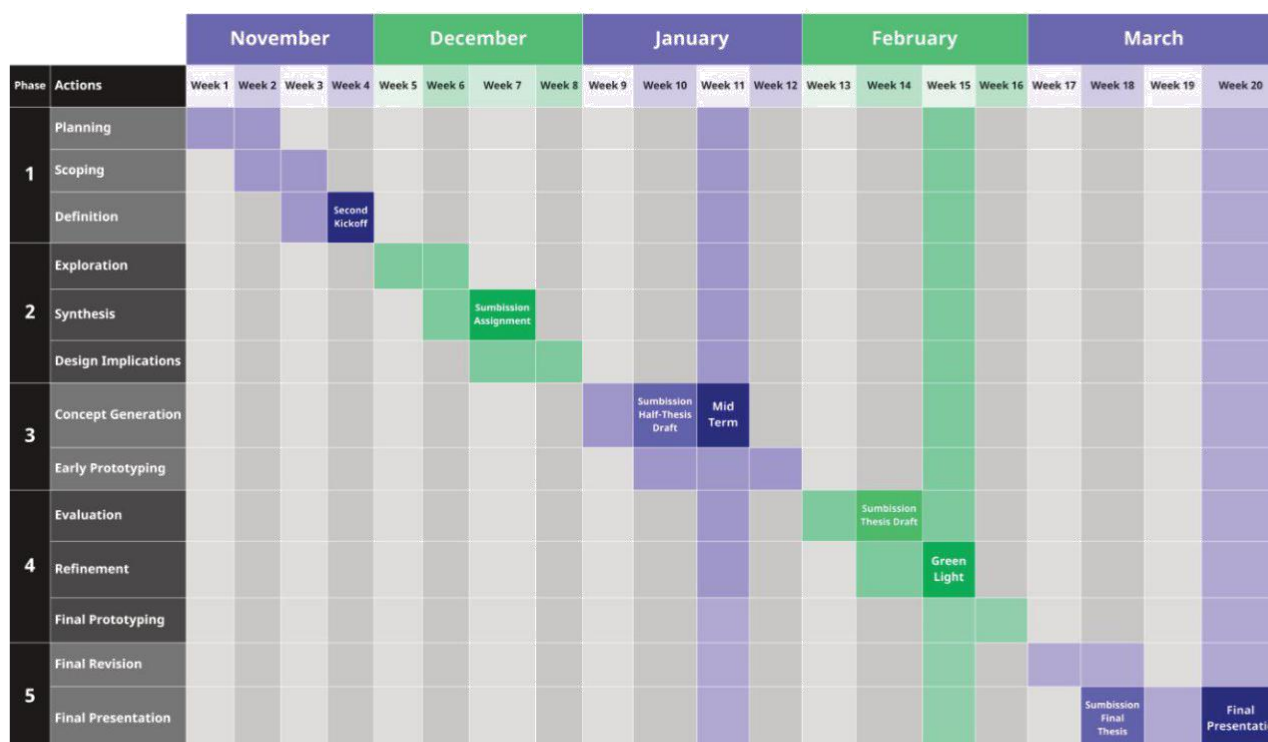 November December January February March
Phase Actions Week 1 Week 2 Week 3 Week 4 Week 5 Week 6 Week 7 Week 8 Week 9 Week 10 Week 11 Week 12 Week 13 Week 14 Week 15 Week 16 Week 17 Week 18 Week 19 Week 20
1
Planning
Scoping
Definition
Second
Kickoff
2
Exploration
Synthesis
Sumbission
Assignment
Design Implications
3
Concept Generation
Sumbission
Half-Thesis
Draft
Mid
Term
Early Prototyping
4
Evaluation
Sumbission
Thesis Draft
Refinement
Green
Light
Final Prototyping
5
Final Revision
Final Presentation
Sumbission
Final
Thesis
Final
Presentati